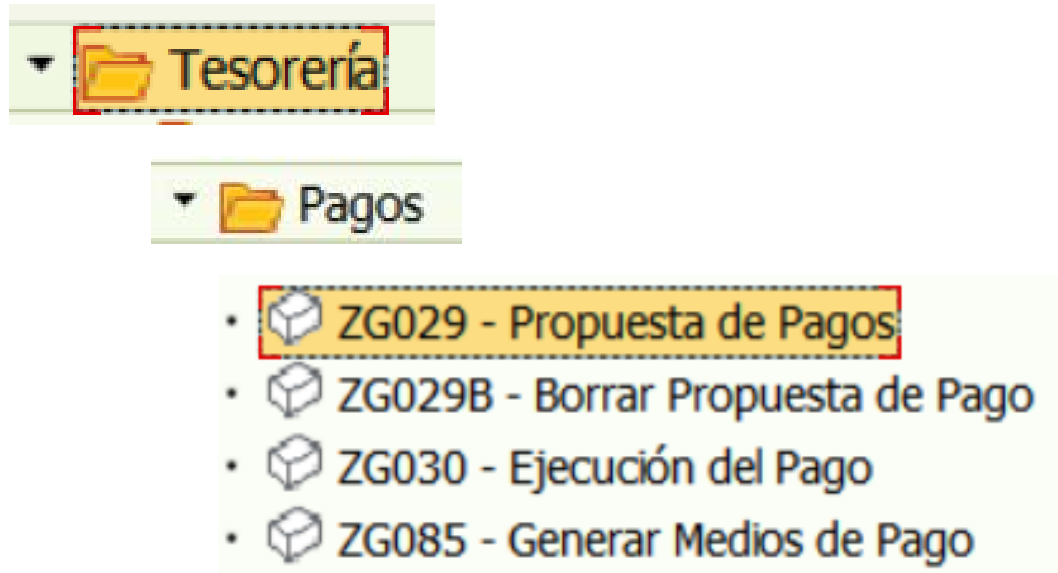 Tesorería
Pagos
ZG029 - Propuesta de Pagos
ZG029B - Borrar Propuesta de Pago
ZG030 - Ejecución del Pago
ZG085 - Generar Medios de Pago